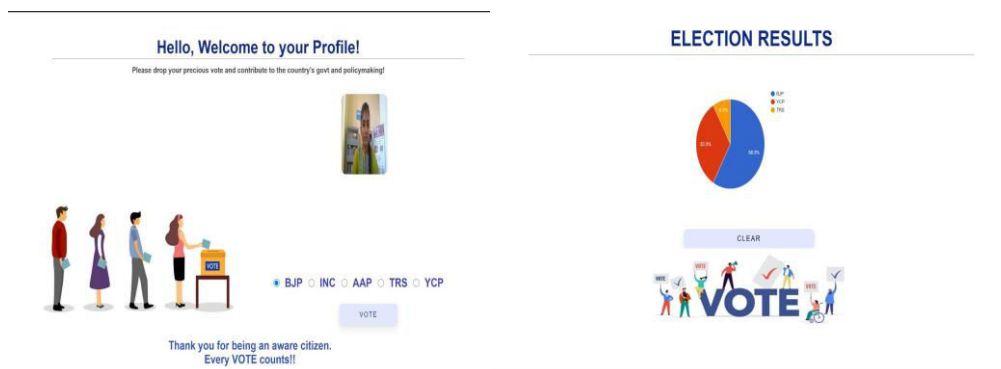 Hello, Welcome to your Profile!
Please drop your precious vote and contribute to the country's govt and policymaking!
VOTE
BJP INC AAP TRS YCP
VOTE
Thank you for being an aware citizen.
Every VOTE counts!!
ELECTION RESULTS
BJP
YCP
TRS
CLEAR
VOTE
VOTE
VOTE
VOTE